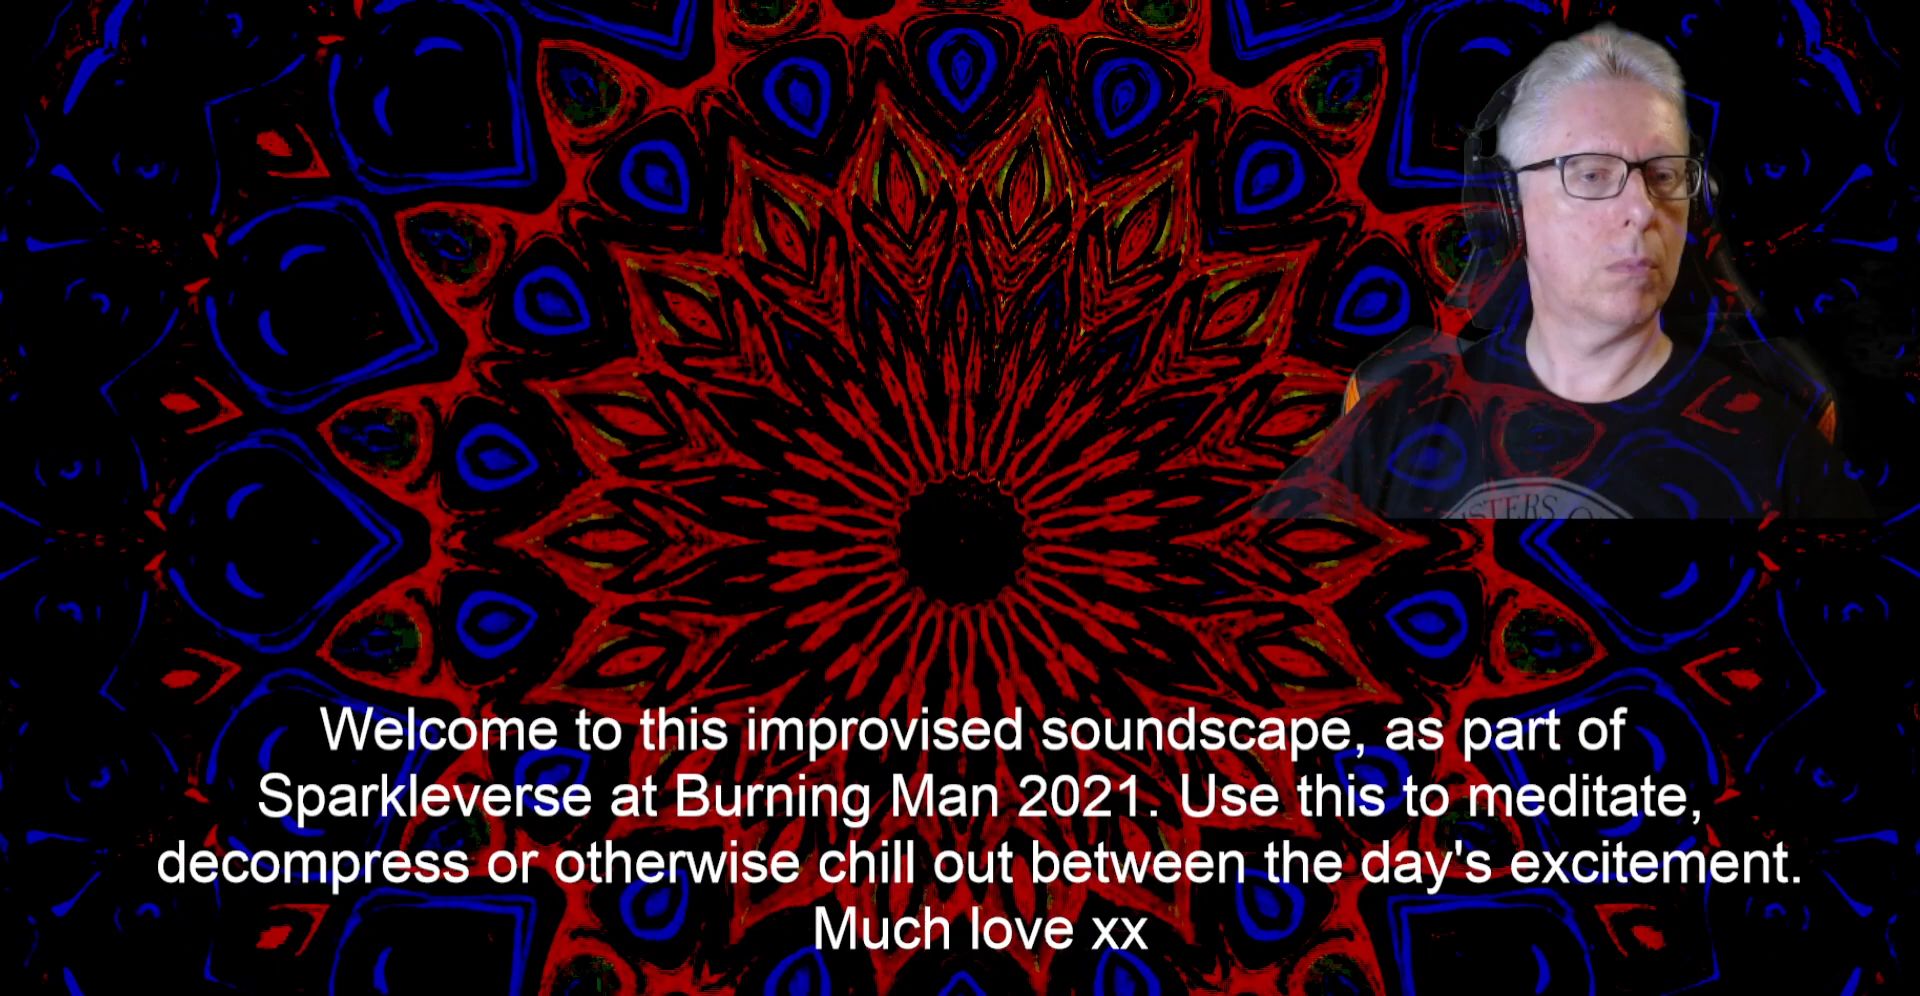 STERS O
Welcome to this improvised soundscape, as part of
Sparkleverse at Burning Man 2021. Use this to meditate,
decompress or otherwise chill out between the day's excitement.
Much love xx